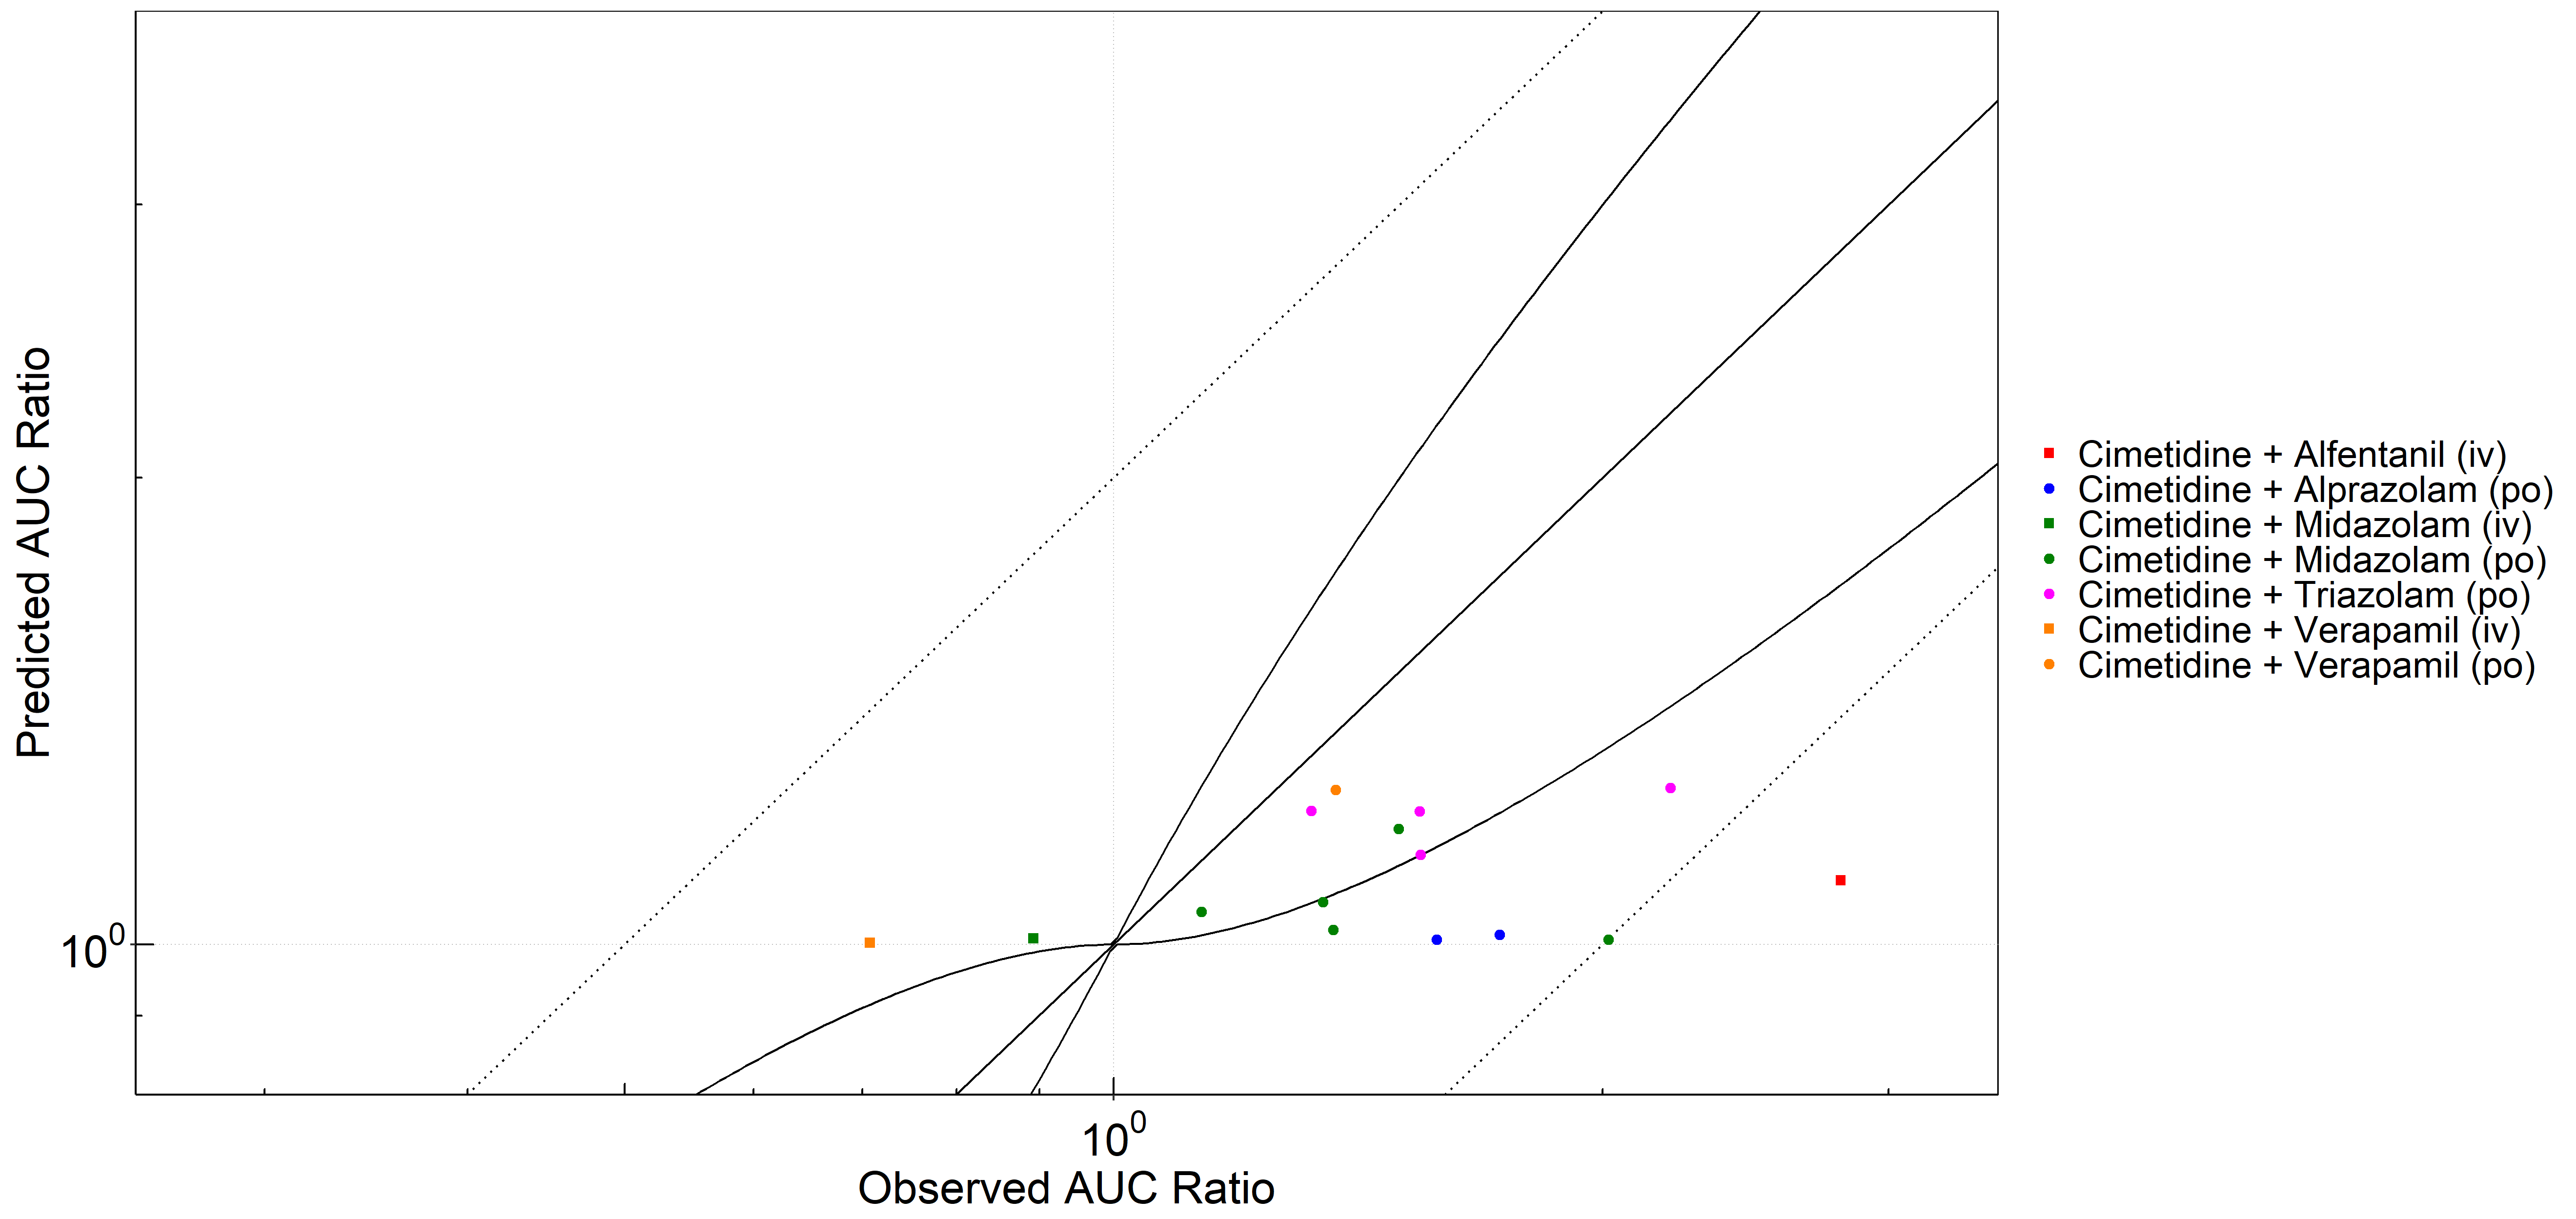 Predicted AUC Ratio
10⁰
10⁰
Observed AUC Ratio
Cimetidine + Alfentanil (iv)
Cimetidine + Alprazolam (po)
Cimetidine + Midazolam (iv)
Cimetidine + Midazolam (po)
Cimetidine + Triazolam (po)
Cimetidine + Verapamil (iv)
Cimetidine + Verapamil (po)